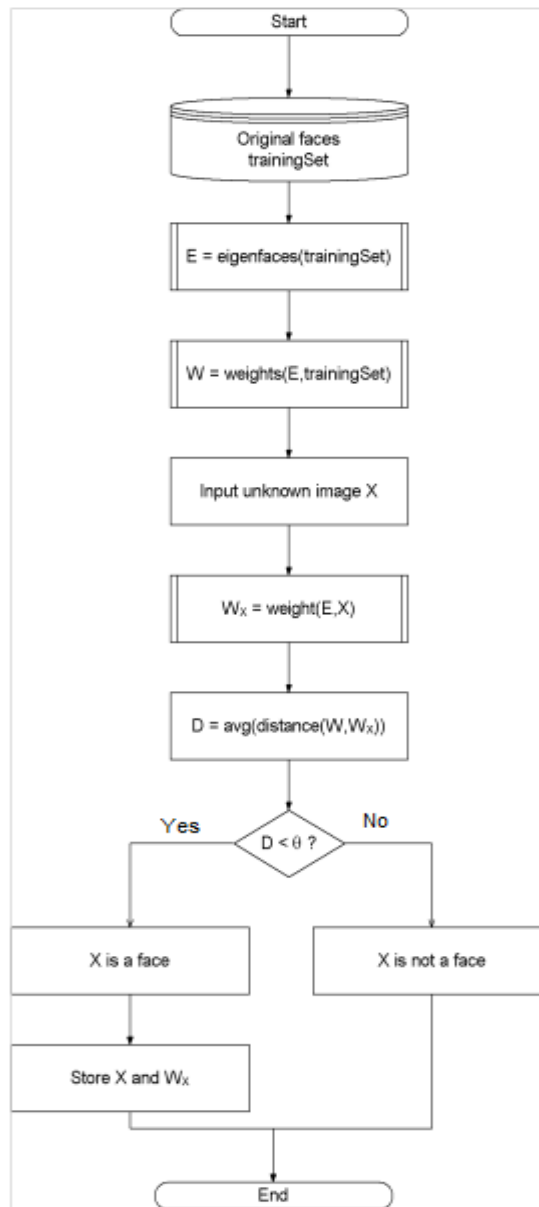 Start
Original faces
trainingSet
E = eigenfaces(trainingSet)
W = weights(E,trainingSet)
Input unknown image X
Wₓ = weight(E,X)
D = avg(distance(W,Wₓ))
D < θ ?
Yes
No
X is a face
X is not a face
Store X and Wₓ
End